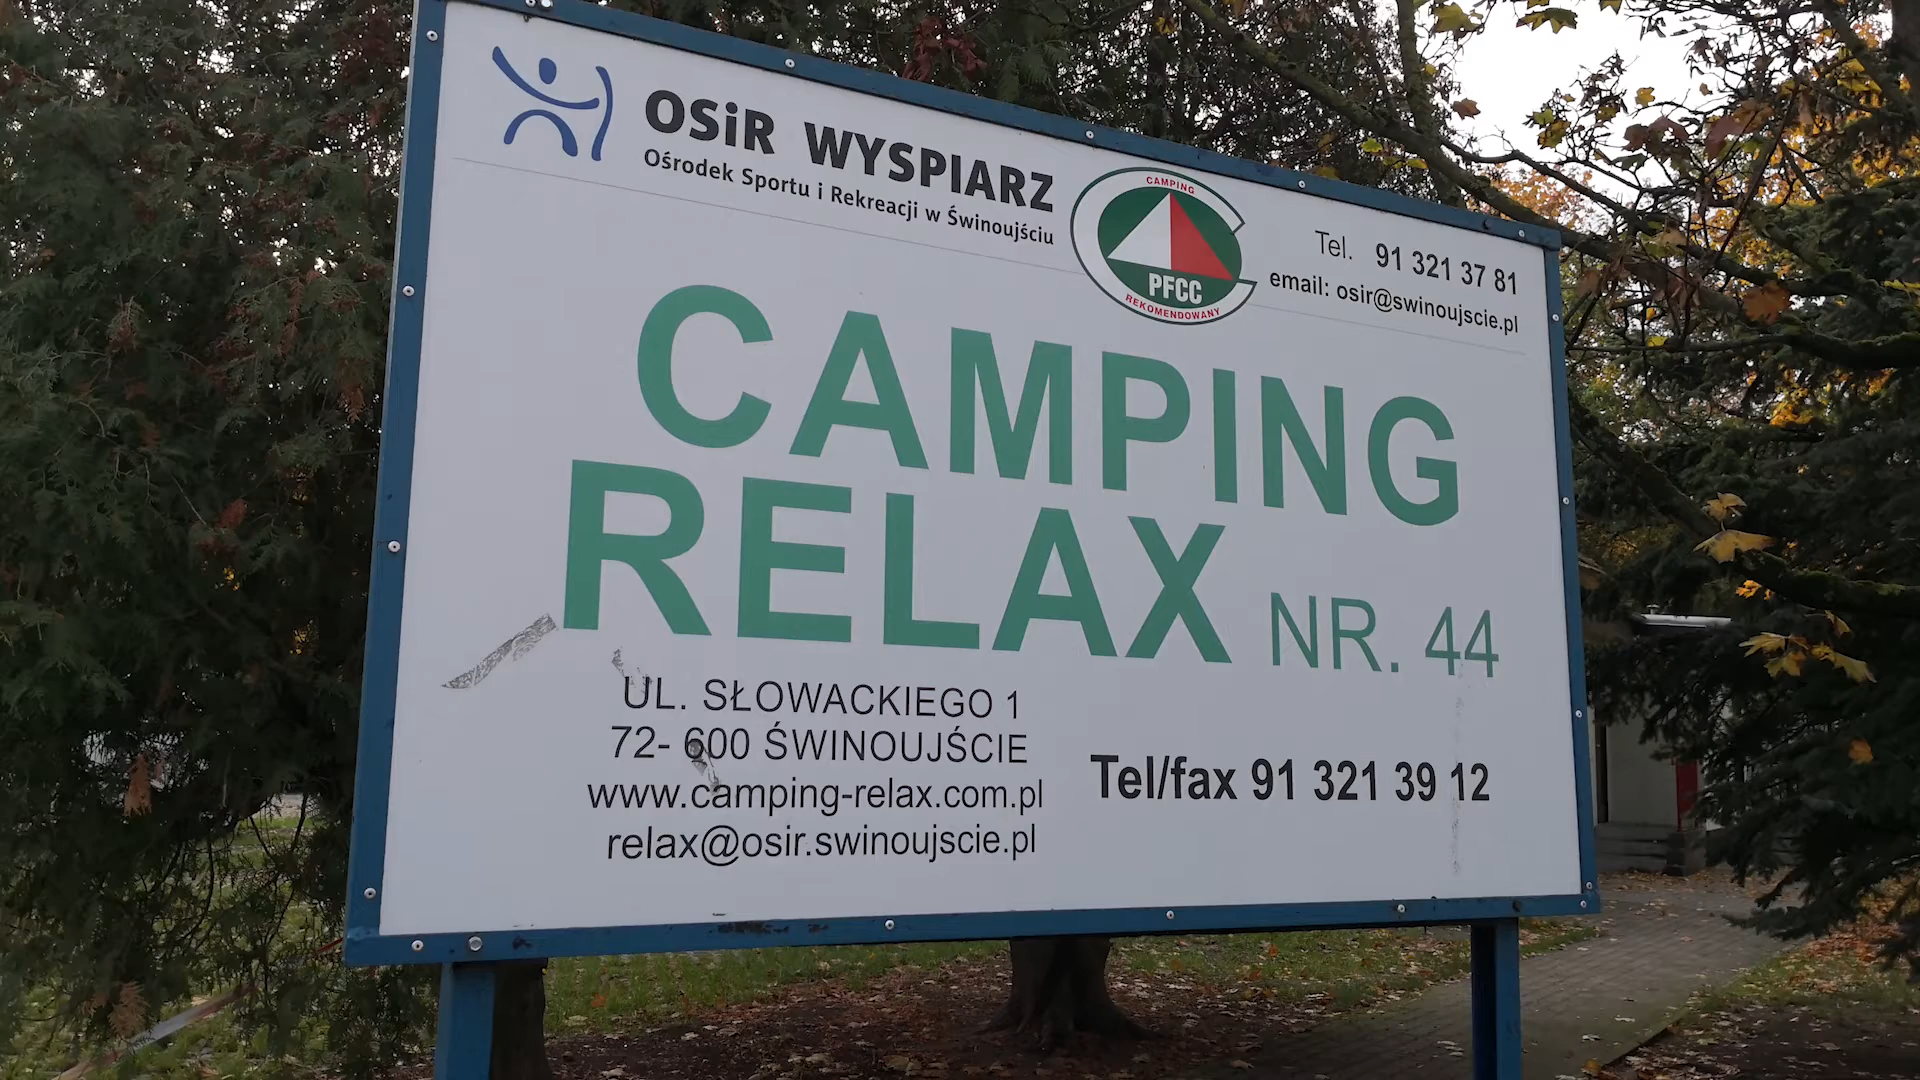 OSiR WYSPIARZ
Ośrodek Sportu i Rekreacji w Świnoujściu
CAMPING
PFCC
REKOMENDOWANY
Tel. 91 321 37 81
email: osir@swinoujscie.pl
CAMPING
RELAX NR. 44
UL. SŁOWACKIEGO 1
72- 600 ŚWINOUJŚCIE
www.camping-relax.com.pl
relax@osir.swinoujscie.pl
Tel/fax 91 321 39 12